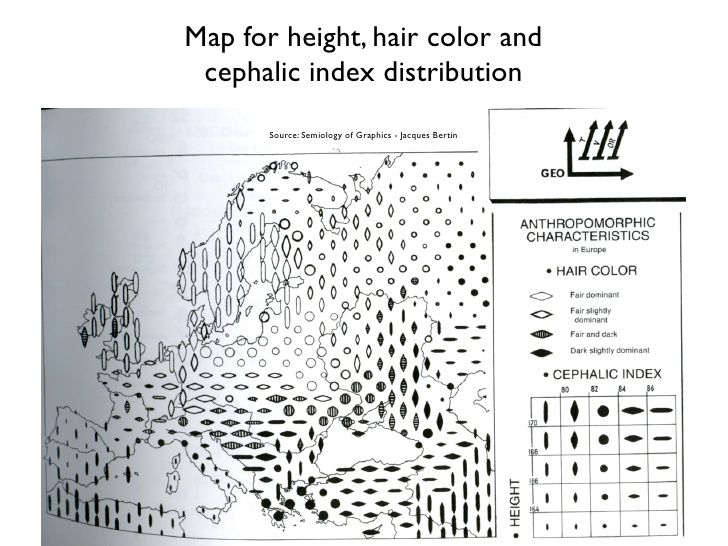 Map for height, hair color and
cephalic index distribution
Source: Semiology of Graphics - Jacques Bertin
GEO
T
V
OR
ANTHROPOMORPHIC
CHARACTERISTICS
in Europe
• HAIR COLOR
Fair dominant
Fair slightly
dominant
Fair and dark
Dark slightly dominant
• CEPHALIC INDEX
80 82 84 86
170
168
166
164
• HEIGHT